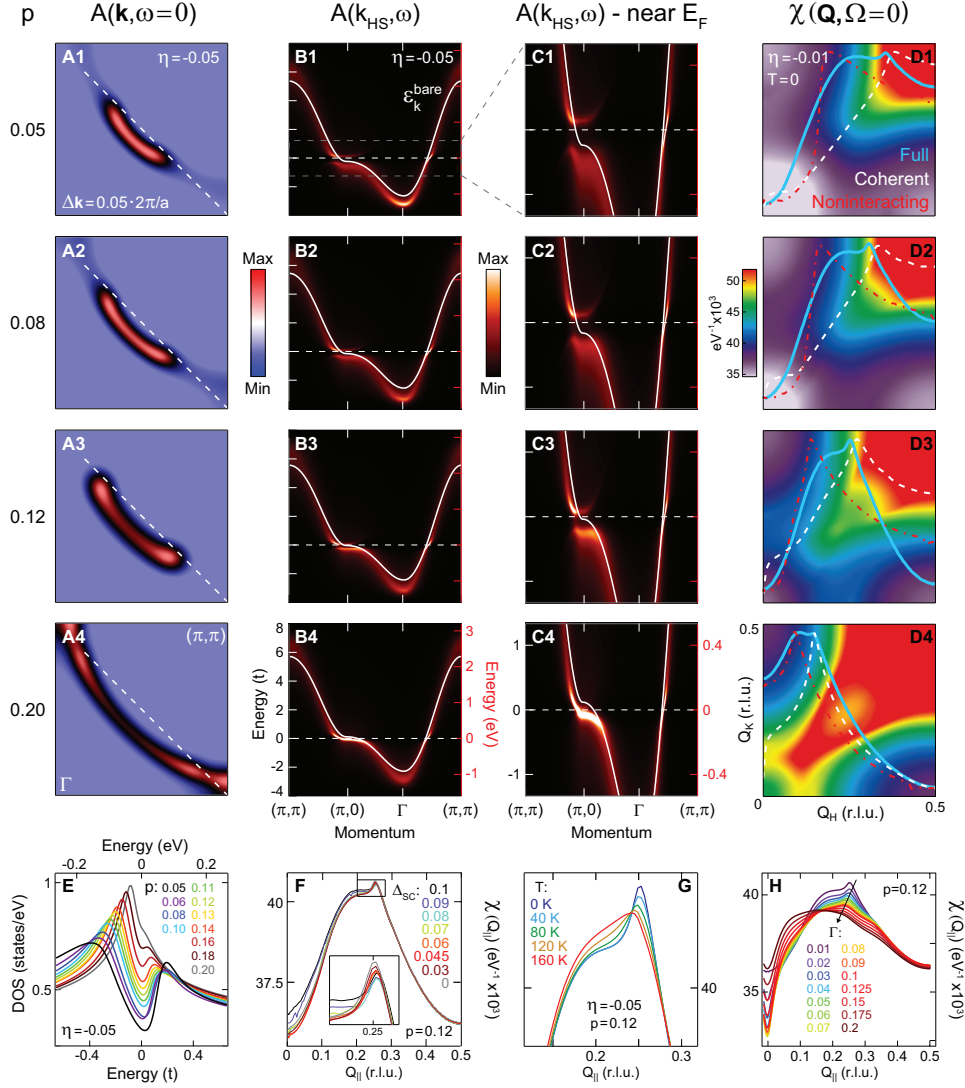 p A(k,ω=0) A(k_HS,ω) A(k_HS,ω) - near E_F χ(Q,Ω=0)
A1 η=-0.05
B1 η=-0.05
ε_k^bare
C1
η=-0.01 D1
T=0
0.05
Full
Coherent
Noninteracting
Δk=0.05·2π/a
A2
B2
C2
D2
Max
Min
Max
Min
0.08
50
45
40
35
eV⁻¹x10³
A3
B3
C3
D3
0.12
A4 (π,π)
B4
C4
D4
0.20
Γ
8
6
4
2
0
-2
-4
Energy (t)
3
2
1
0
-1
Energy (eV)
1
0
-1
0.4
0
-0.4
0.5
Q_K (r.l.u.)
(π,π) (π,0) Γ (π,π)
Momentum
(π,π) (π,0) Γ (π,π)
Momentum
0 Q_H (r.l.u.) 0.5
Energy (eV)
-0.2 0 0.2
E
p: 0.05 0.11
0.06 0.12
0.08 0.13
0.10 0.14
0.16
0.18
0.20
1
0.5
DOS (states/eV)
η=-0.05
-0.5 0 0.5
Energy (t)
F
Δ_SC: 0.1
0.09
0.08
0.07
0.06
0.045
0.03
0
40
37.5
0.25
p=0.12
0 0.1 0.2 0.3 0.4 0.5
Q_|| (r.l.u.)
G
T:
0 K
40 K
80 K
120 K
160 K
η=-0.05
p=0.12
40
χ(Q_||) (eV⁻¹ x10³)
0.2 0.3
Q_|| (r.l.u.)
H
p=0.12
Γ:
0.01 0.08
0.02 0.09
0.03 0.1
0.04 0.125
0.05 0.15
0.06 0.175
0.07 0.2
40
35
χ(Q_||) (eV⁻¹ x10³)
0 0.1 0.2 0.3 0.4 0.5
Q_|| (r.l.u.)